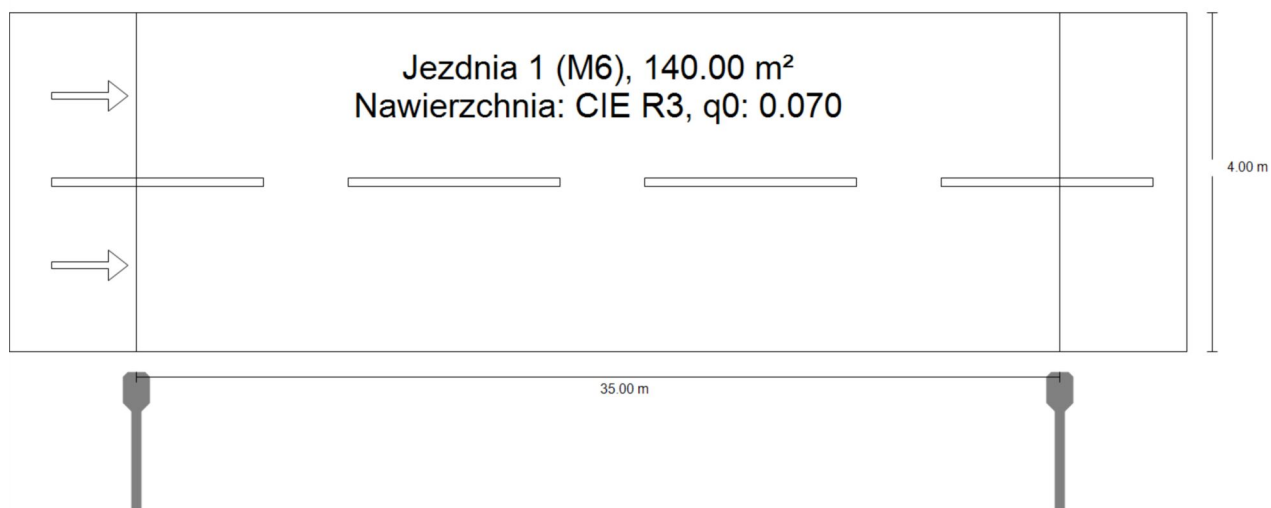 Jezdnia 1 (M6), 140.00 m²
Nawierzchnia: CIE R3, q0: 0.070
4.00 m
35.00 m